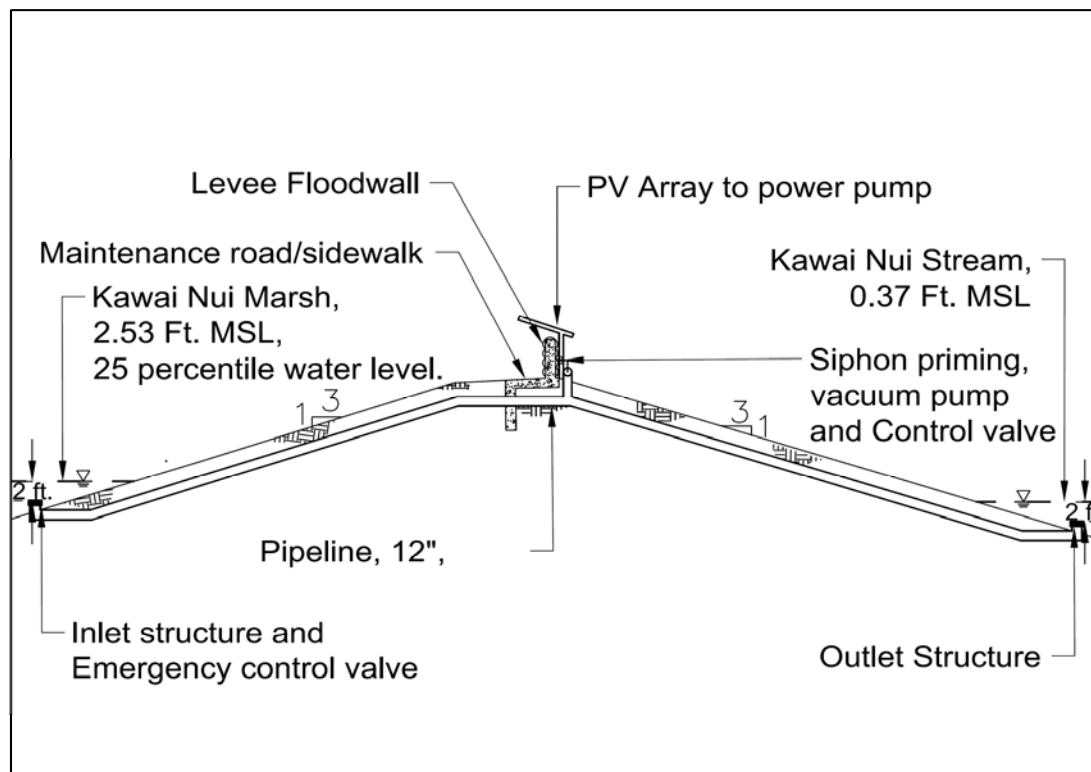 Levee Floodwall
PV Array to power pump
Maintenance road/sidewalk
Kawai Nui Stream,
0.37 Ft. MSL
Kawai Nui Marsh,
2.53 Ft. MSL,
25 percentile water level.
Siphon priming,
vacuum pump
and Control valve
1 3
3 1
2 ft.
2 f
Pipeline, 12",
Inlet structure and
Emergency control valve
Outlet Structure